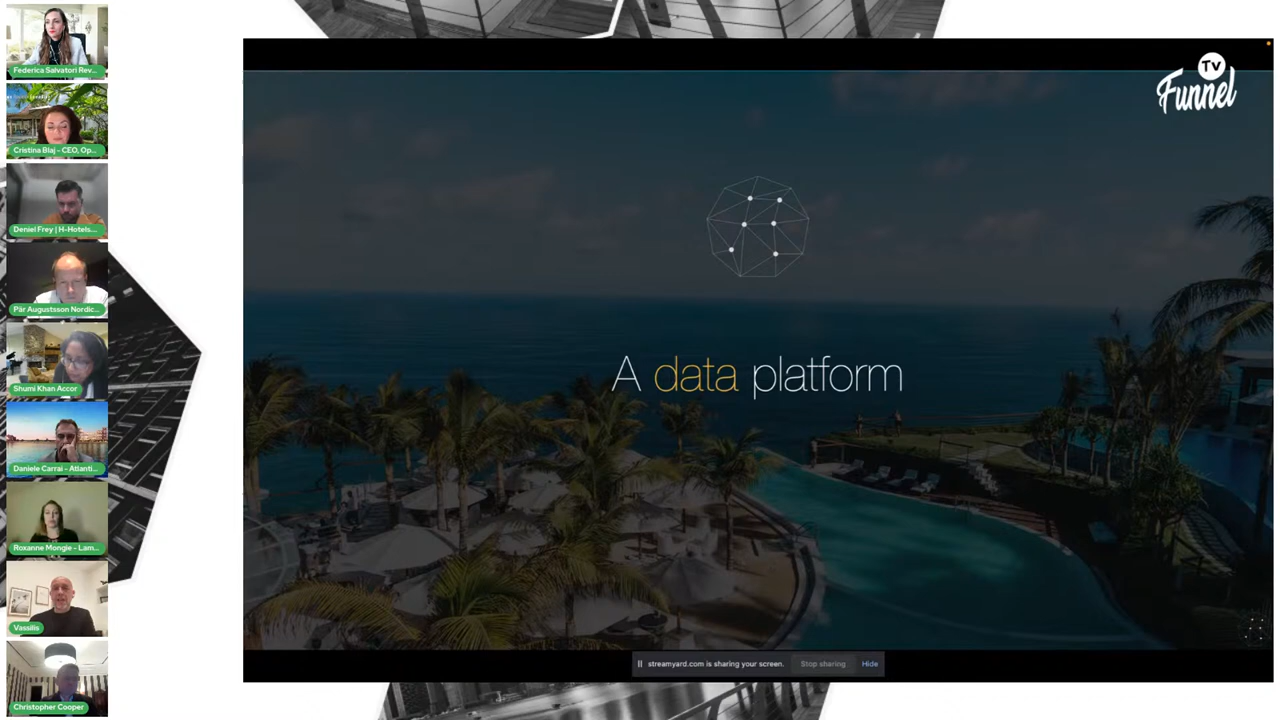 Federica Salvatori Rev...
Cristina Blaj - CEO, Op...
Deniel Frey | H-Hotels....
Pär Augustsson Nordic...
Shumi Khan Accor
Daniele Carrai - Atlanti...
Roxanne Mongie - Lam...
Vassilis
Christopher Cooper
TV
Funnel
A data platform
streamyard.com is sharing your screen.
Stop sharing
Hide